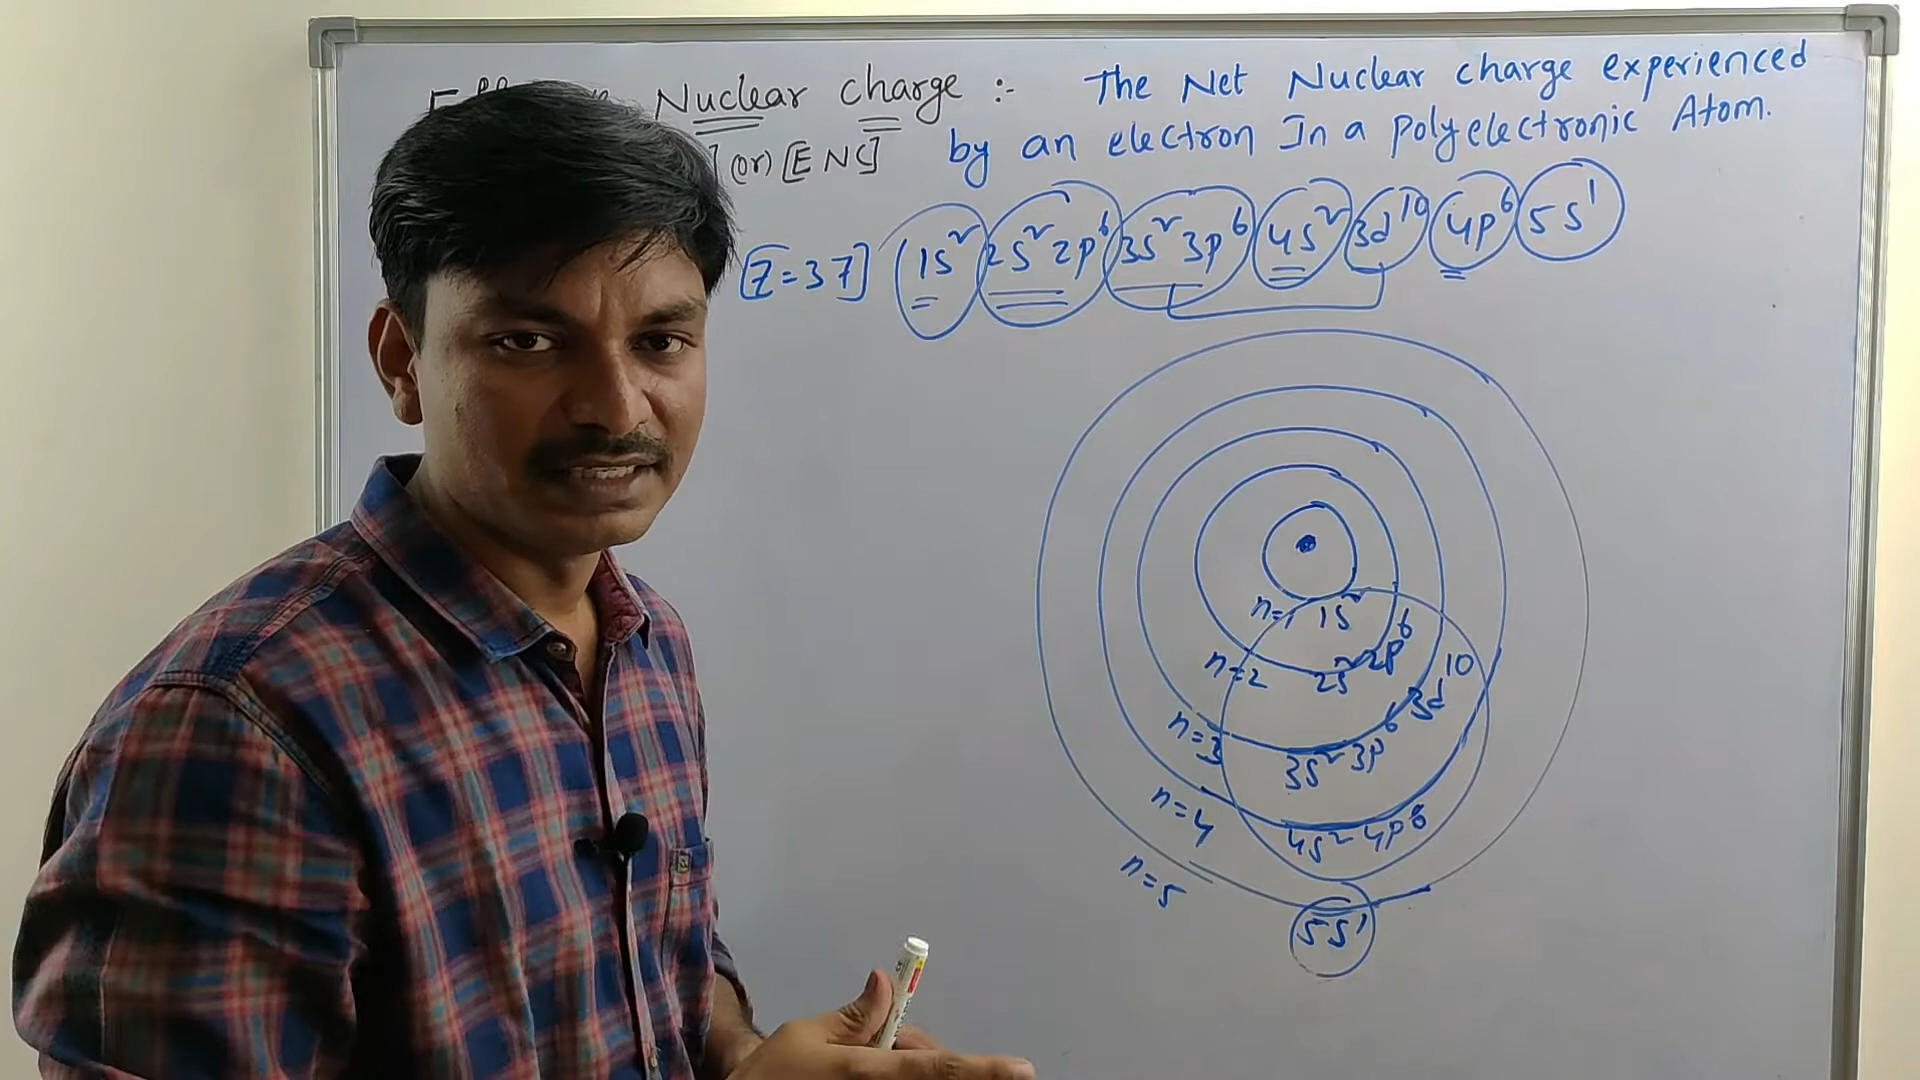 Nuclear charge :- The Net Nuclear charge experienced
] (or) [ENC] by an electron In a polyelectronic Atom.
[Z=37] (1s² 2s² 2p⁶ 3s² 3p⁶ 4s² 3d¹⁰ 4p⁶ 5s¹
n=1 1s²
n=2 2s² 2p⁶
n=3 3s² 3p⁶ 3d¹⁰
n=4 4s² 4p⁶
n=5 5s¹